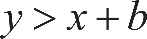 y > x + b